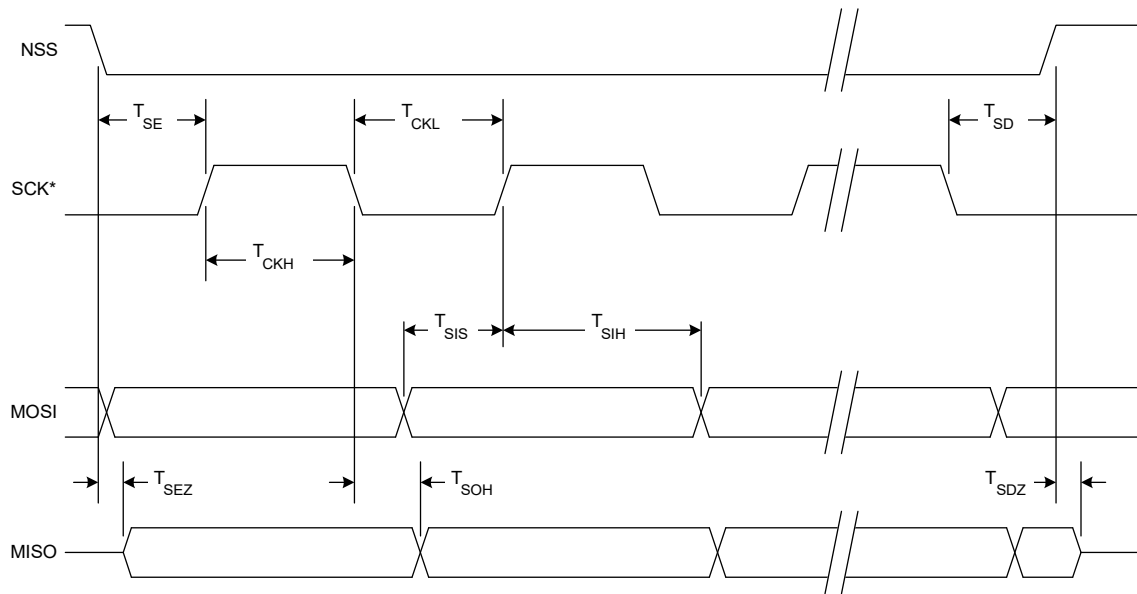 NSS
T_SE
T_CKL
T_SD
SCK*
T_CKH
T_SIS
T_SIH
MOSI
T_SEZ
T_SOH
T_SDZ
MISO